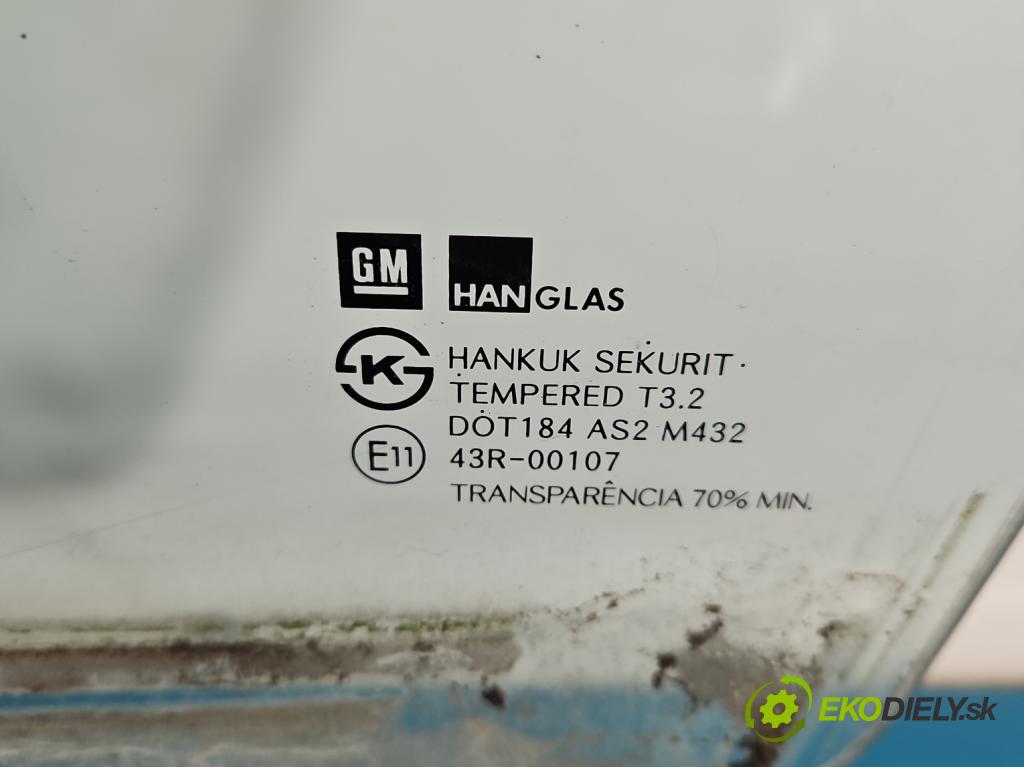 GM HANGLAS
K HANKUK SEKURIT
TEMPERED T3.2
DOT184 AS2 M432
E11 43R-00107
TRANSPARÊNCIA 70% MIN.
EKODIELY.sk